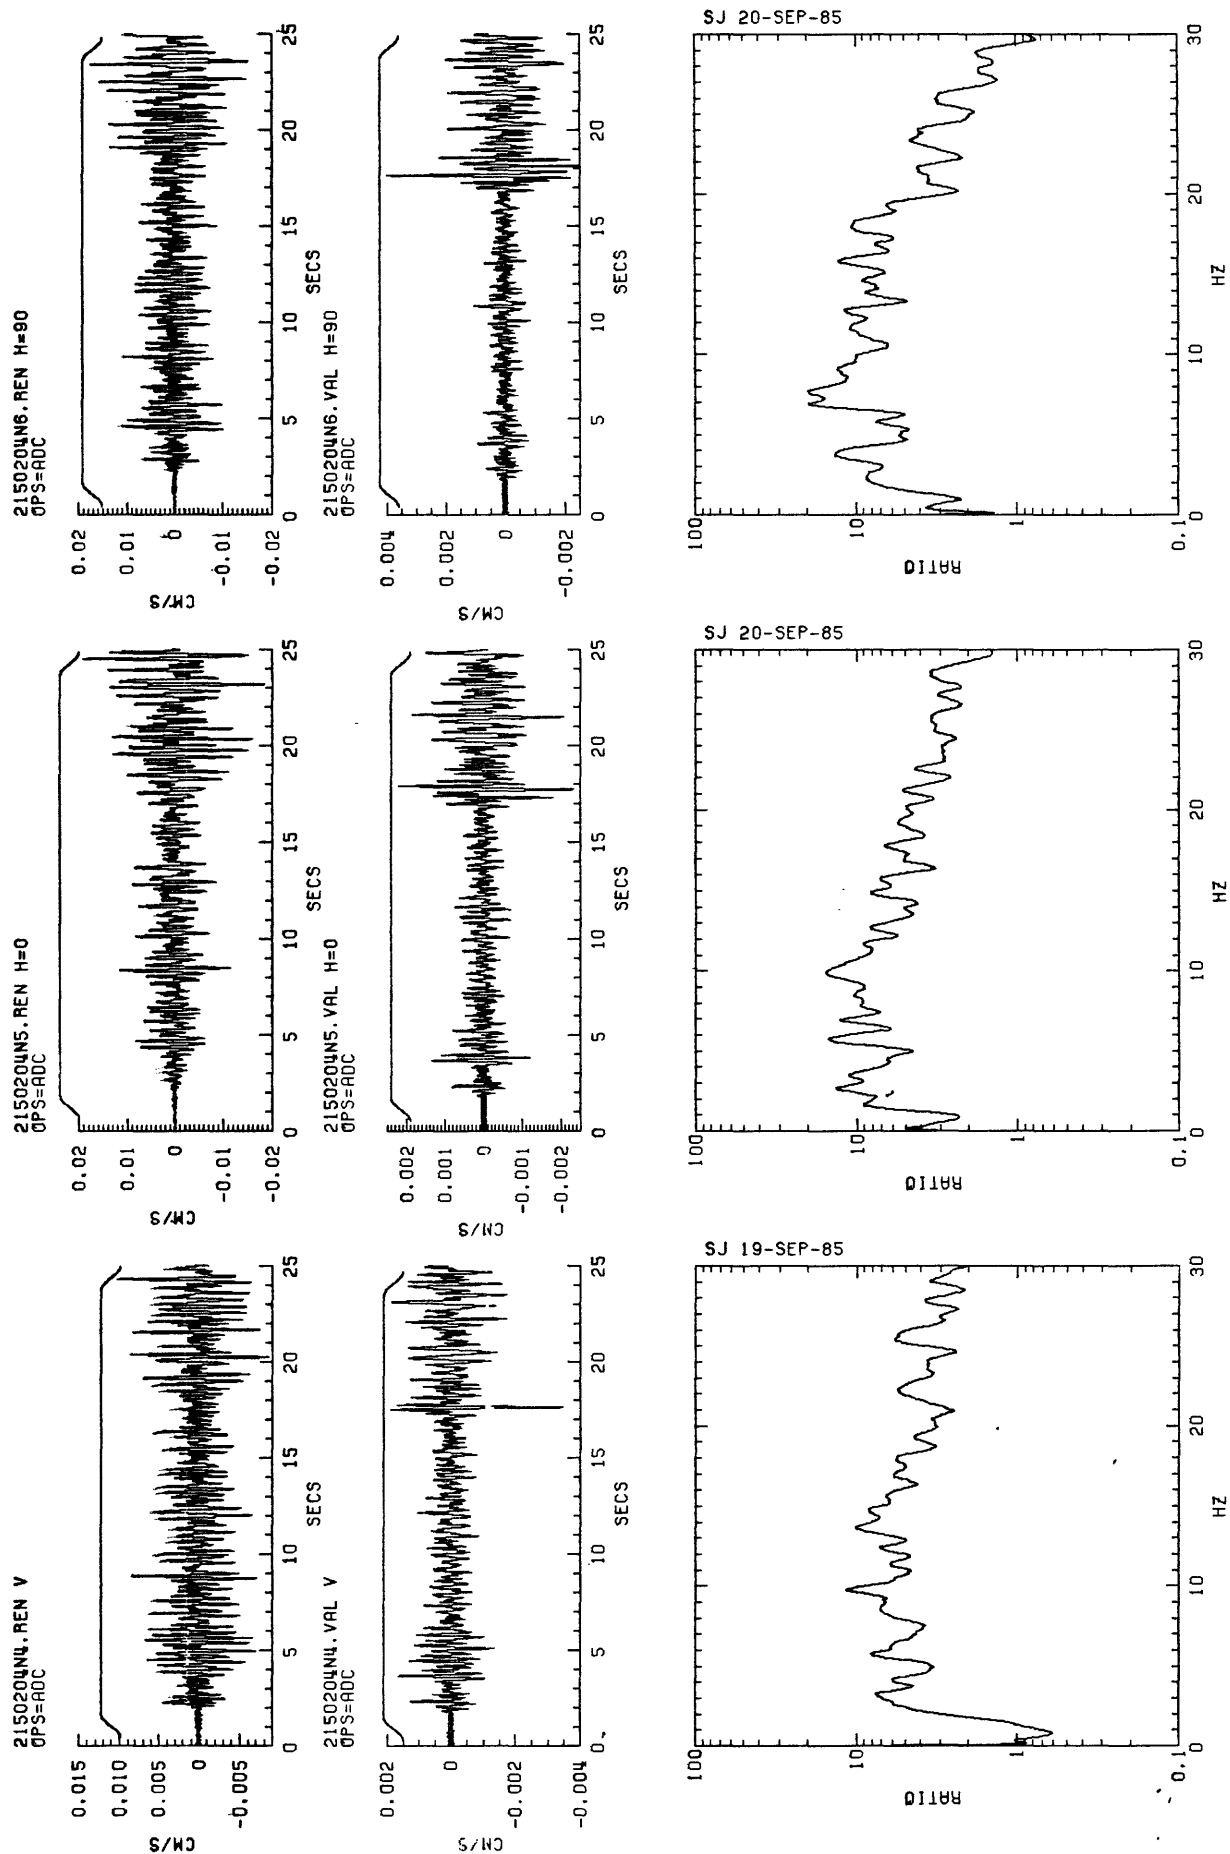 2150204N4.REN V
OPS=ADC
0.015
0.010
0.005
0
-0.005
CM/S
0 5 10 15 20 25
SECS
2150204N4.VAL V
OPS=ADC
0.002
0
-0.002
-0.004
CM/S
0 5 10 15 20 25
SECS
SJ 19-SEP-85
100
10
1
0.1
RATIO
0 10 20 30
HZ
2150204N5.REN H=0
OPS=ADC
0.02
0.01
0
-0.01
-0.02
CM/S
0 5 10 15 20 25
SECS
2150204N5.VAL H=0
OPS=ADC
0.002
0.001
0
-0.001
-0.002
CM/S
0 5 10 15 20 25
SECS
SJ 20-SEP-85
100
10
1
0.1
RATIO
0 10 20 30
HZ
2150204N6.REN H=90
OPS=ADC
0.02
0.01
0
-0.01
-0.02
CM/S
0 5 10 15 20 25
SECS
2150204N6.VAL H=90
OPS=ADC
0.004
0.002
0
-0.002
CM/S
0 5 10 15 20 25
SECS
SJ 20-SEP-85
100
10
1
0.1
RATIO
0 10 20 30
HZ